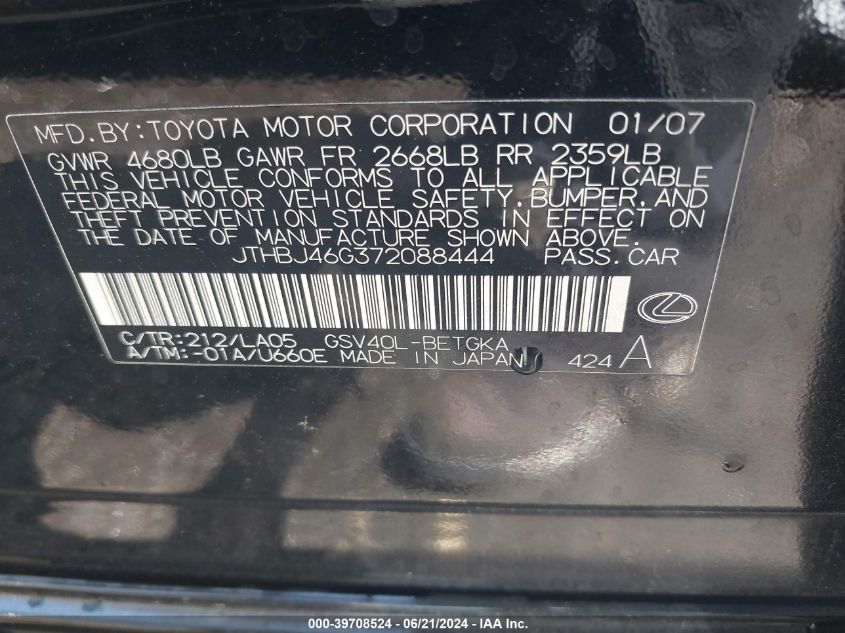 MFD.BY:TOYOTA MOTOR CORPORATION 01/07
GVWR 4680LB GAWR FR 2668LB RR 2359LB
THIS VEHICLE CONFORMS TO ALL APPLICABLE
FEDERAL MOTOR VEHICLE SAFETY,BUMPER,AND
THEFT PREVENTION STANDARDS IN EFFECT ON
THE DATE OF MANUFACTURE SHOWN ABOVE.
JTHBJ46G372088444 PASS.CAR
C/TR:212/LA05 GSV40L-BETGKA
A/TM:-01A/U660E MADE IN JAPAN 424 A
000-39708524 - 06/21/2024 - IAA Inc.